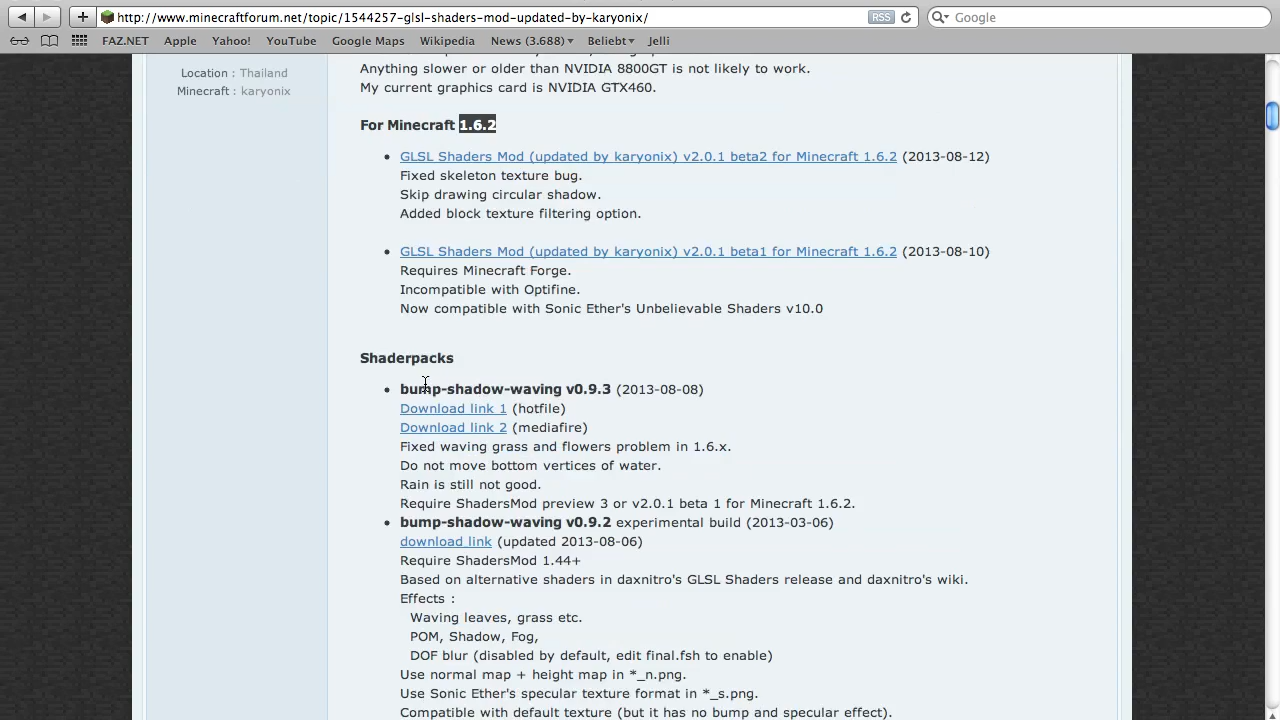 http://www.minecraftforum.net/topic/1544257-glsl-shaders-mod-updated-by-karyonix/
RSS
Google
FAZ.NET Apple Yahoo! YouTube Google Maps Wikipedia News (3.688) Beliebt Jelli
Location : Thailand
Minecraft : karyonix
Anything slower or older than NVIDIA 8800GT is not likely to work.
My current graphics card is NVIDIA GTX460.
For Minecraft 1.6.2
GLSL Shaders Mod (updated by karyonix) v2.0.1 beta2 for Minecraft 1.6.2 (2013-08-12)
Fixed skeleton texture bug.
Skip drawing circular shadow.
Added block texture filtering option.
GLSL Shaders Mod (updated by karyonix) v2.0.1 beta1 for Minecraft 1.6.2 (2013-08-10)
Requires Minecraft Forge.
Incompatible with Optifine.
Now compatible with Sonic Ether's Unbelievable Shaders v10.0
Shaderpacks
bump-shadow-waving v0.9.3 (2013-08-08)
Download link 1 (hotfile)
Download link 2 (mediafire)
Fixed waving grass and flowers problem in 1.6.x.
Do not move bottom vertices of water.
Rain is still not good.
Require ShadersMod preview 3 or v2.0.1 beta 1 for Minecraft 1.6.2.
bump-shadow-waving v0.9.2 experimental build (2013-03-06)
download link (updated 2013-08-06)
Require ShadersMod 1.44+
Based on alternative shaders in daxnitro's GLSL Shaders release and daxnitro's wiki.
Effects :
Waving leaves, grass etc.
POM, Shadow, Fog,
DOF blur (disabled by default, edit final.fsh to enable)
Use normal map + height map in *_n.png.
Use Sonic Ether's specular texture format in *_s.png.
Compatible with default texture (but it has no bump and specular effect).